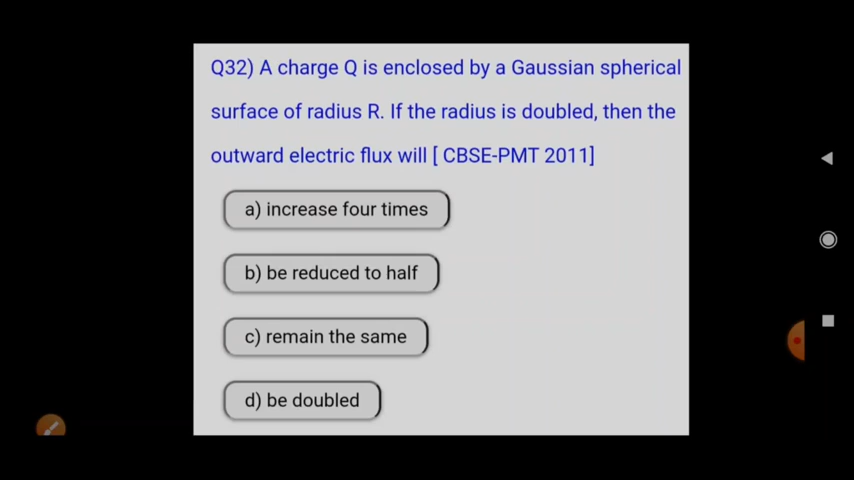 Q32) A charge Q is enclosed by a Gaussian spherical
surface of radius R. If the radius is doubled, then the
outward electric flux will [ CBSE-PMT 2011]
a) increase four times
b) be reduced to half
c) remain the same
d) be doubled